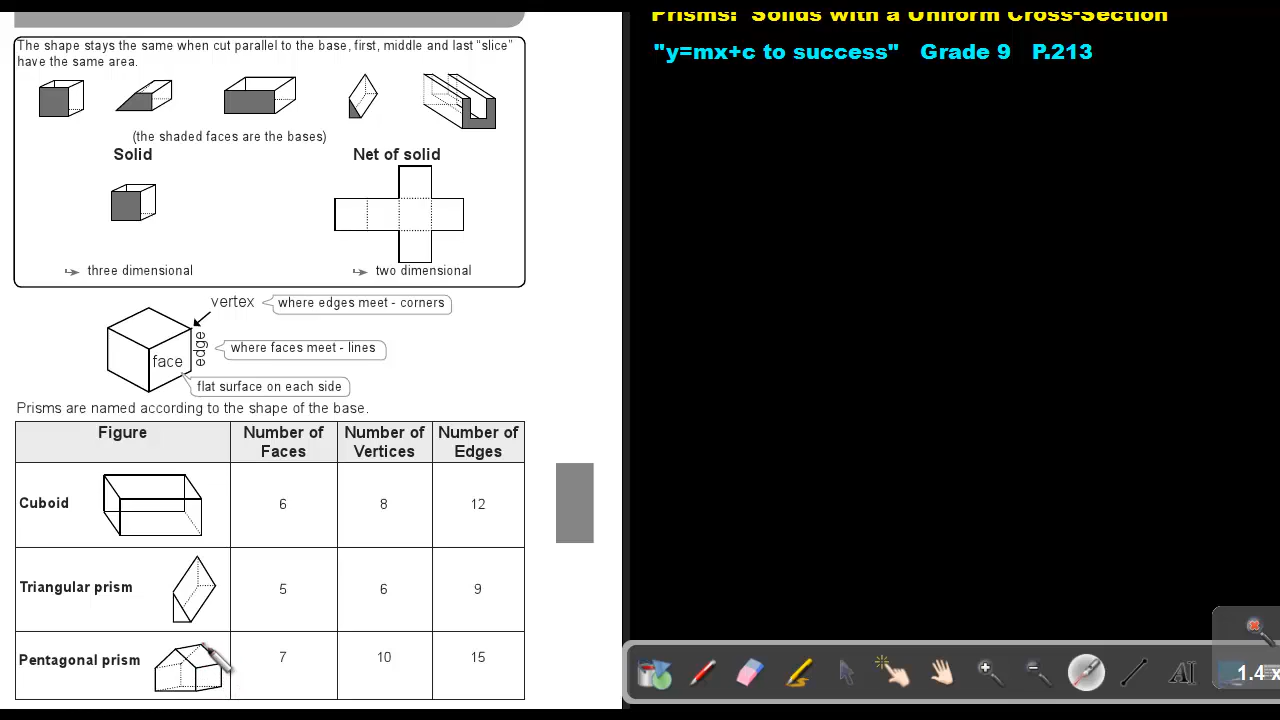 The shape stays the same when cut parallel to the base, first, middle and last "slice"
have the same area.
(the shaded faces are the bases)
Solid
Net of solid
three dimensional
two dimensional
vertex
where edges meet - corners
edge
where faces meet - lines
face
flat surface on each side
Prisms are named according to the shape of the base.
Figure
Number of Faces
Number of Vertices
Number of Edges
Cuboid
6
8
12
Triangular prism
5
6
9
Pentagonal prism
7
10
15
Prisms: Solids with a Uniform Cross-Section
"y=mx+c to success" Grade 9 P.213
AI
1.4 x